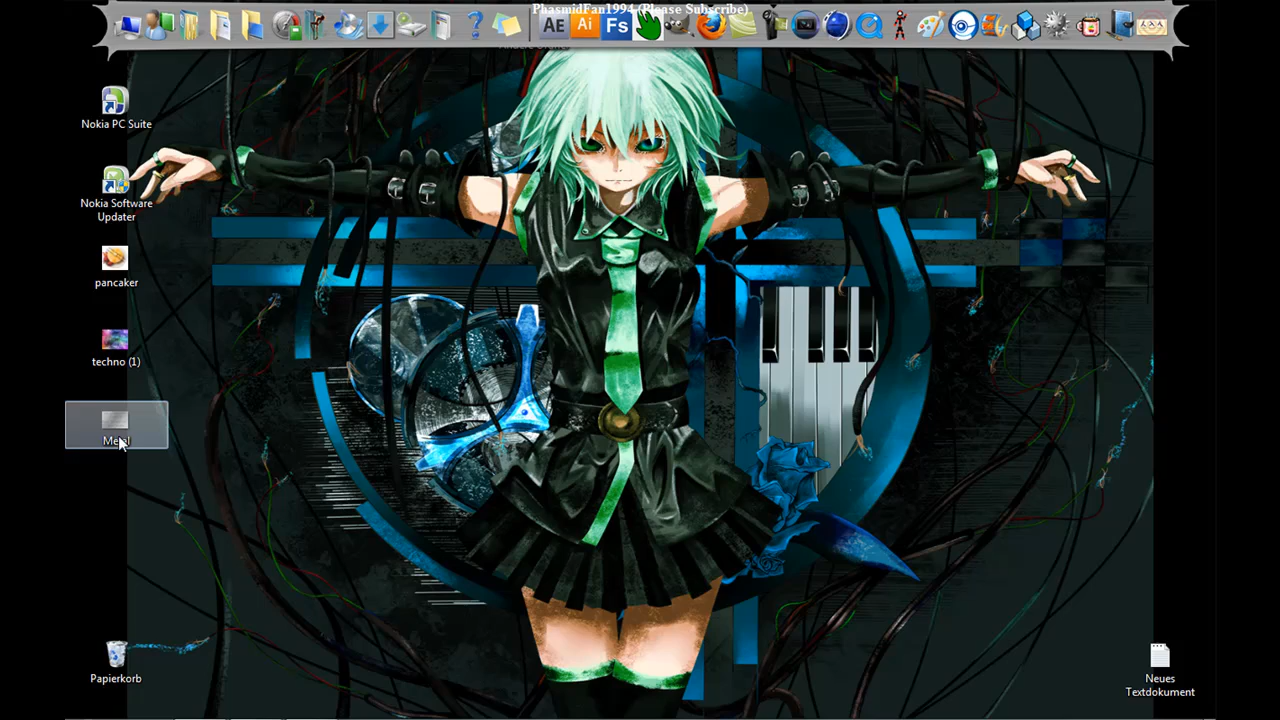 PhasmidFan1994 (Please Subscribe)
AE
Ai
Fs
Nokia PC Suite
Nokia Software
Updater
pancaker
techno (1)
Papierkorb
Neues
Textdokument